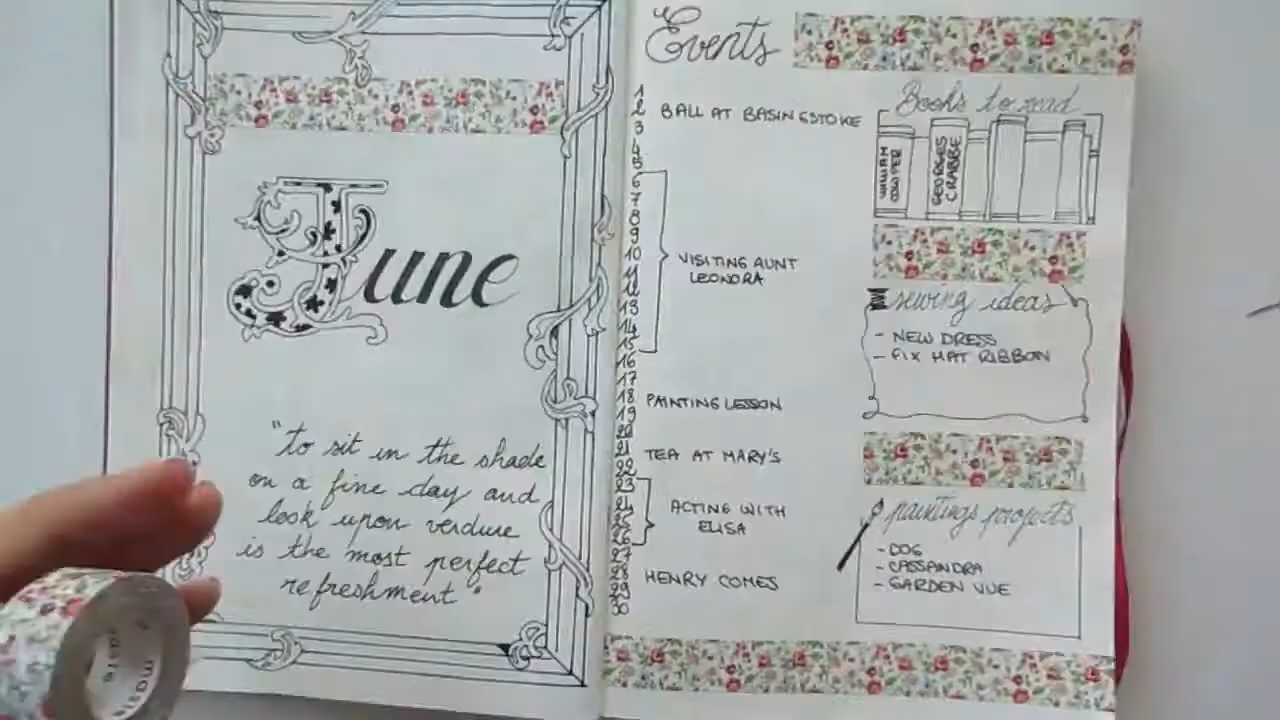 June
"to sit in the shade
on a fine day and
look upon verdure
is the most perfect
refreshment"
Events
1
2 BALL AT BASINGSTOKE
3
4
5
6
7
8
9
10 VISITING AUNT
11 LEONORA
12
13
14
15
16
17
18 PAINTING LESSON
19
20
21 TEA AT MARY'S
22
23
24 ACTING WITH
25 ELISA
26
27
28 HENRY COMES
29
30
Books to read
WILLIAM
COWPER
GEORGES
CRABBE
sewing ideas
- NEW DRESS
- FIX HAT RIBBON
paintings projects
- DOG
- CASSANDRA
- GARDEN VUE